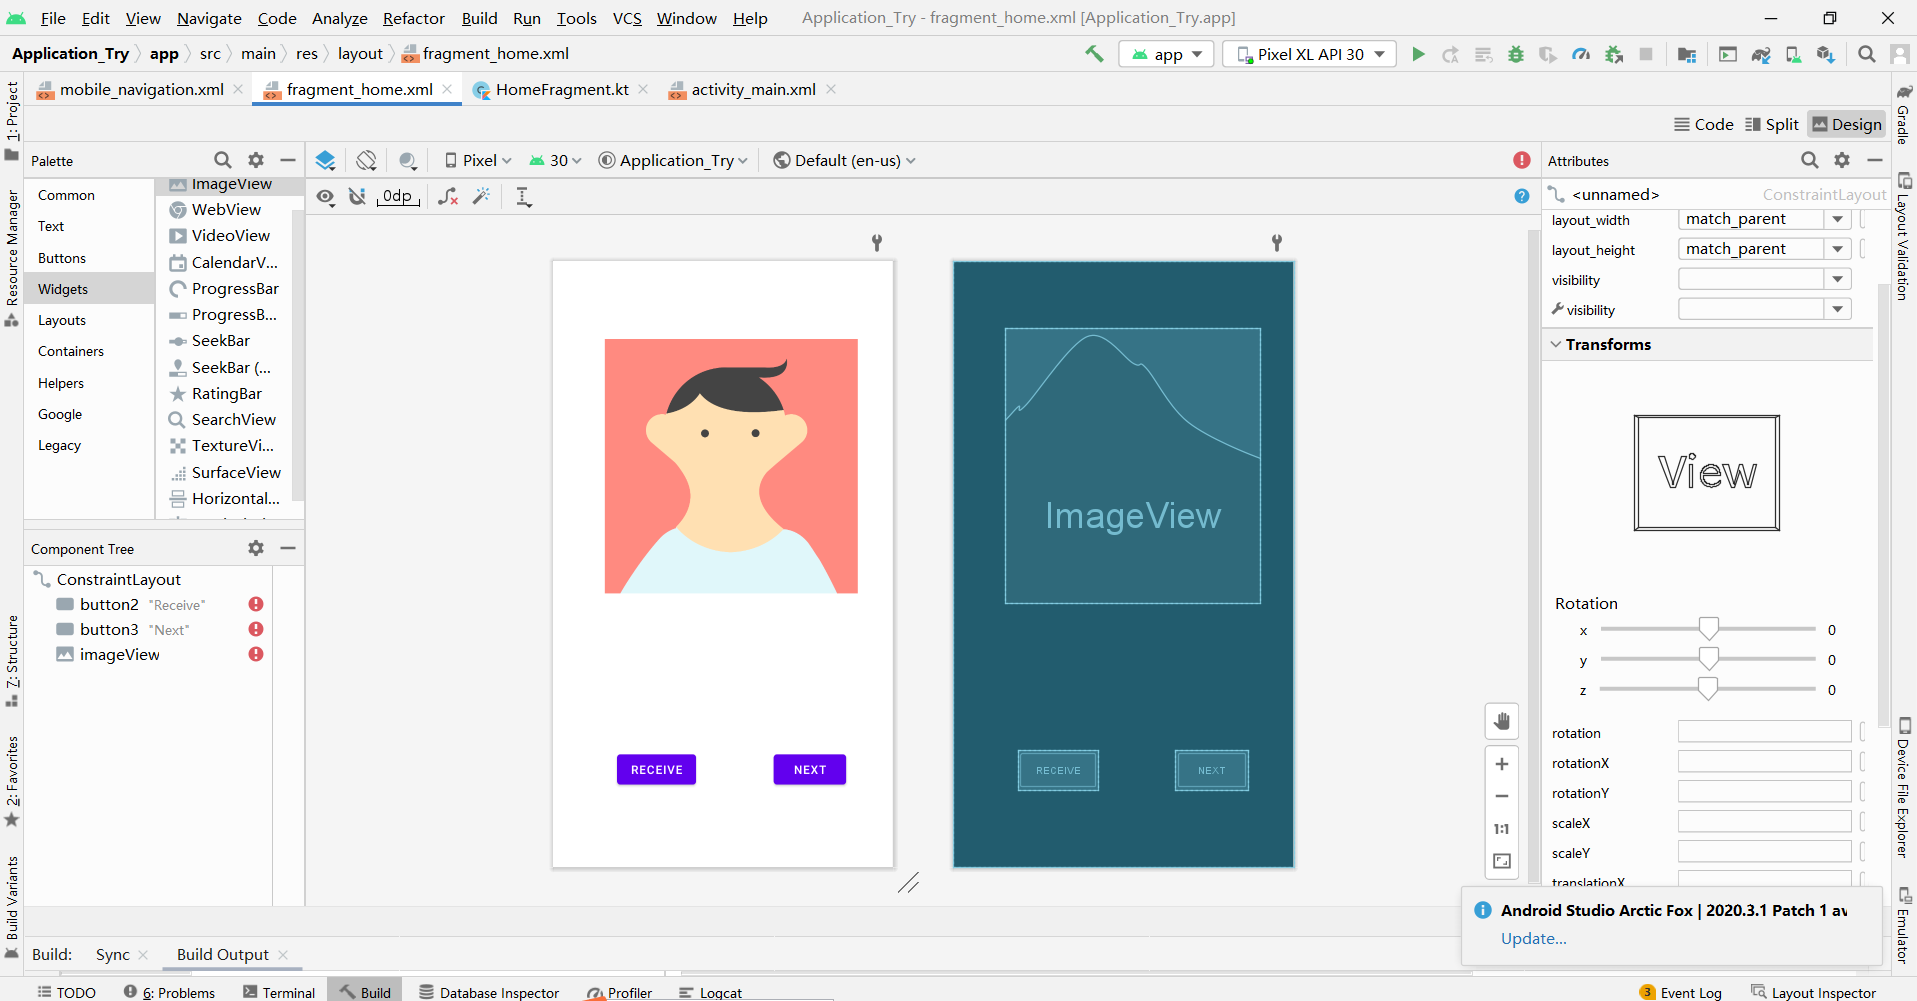 File Edit View Navigate Code Analyze Refactor Build Run Tools VCS Window Help Application_Try - fragment_home.xml [Application_Try.app]
Application_Try app src main res layout fragment_home.xml app Pixel XL API 30
mobile_navigation.xml fragment_home.xml HomeFragment.kt activity_main.xml
Code Split Design
Palette
Common
Text
Buttons
Widgets
Layouts
Containers
Helpers
Google
Legacy
ImageView
WebView
VideoView
CalendarV...
ProgressBar
ProgressB...
SeekBar
SeekBar (...
RatingBar
SearchView
TextureVi...
SurfaceView
Horizontal...
Component Tree
ConstraintLayout
button2 "Receive"
button3 "Next"
imageView
Pixel 30 Application_Try Default (en-us)
0dp
RECEIVE NEXT
ImageView
RECEIVE NEXT
1:1
Attributes
<unnamed> ConstraintLayout
layout_width match_parent
layout_height match_parent
visibility
visibility
Transforms
View
Rotation
x 0
y 0
z 0
rotation
rotationX
rotationY
scaleX
scaleY
translationX
Android Studio Arctic Fox | 2020.3.1 Patch 1 av
Update...
1: Project
Resource Manager
7: Structure
2: Favorites
Build Variants
Gradle
Layout Validation
Device File Explorer
Emulator
Build: Sync Build Output
TODO 6: Problems Terminal Build Database Inspector Profiler Logcat 3 Event Log Layout Inspector